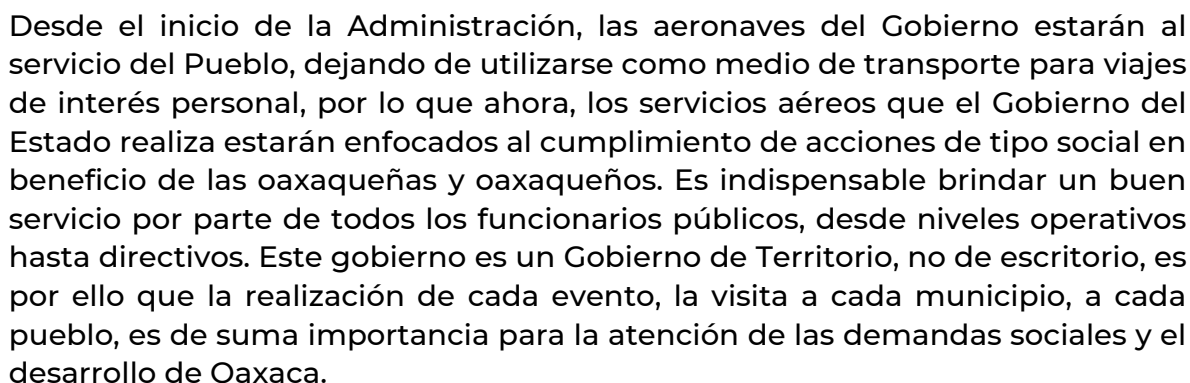 Desde el inicio de la Administración, las aeronaves del Gobierno estarán al
servicio del Pueblo, dejando de utilizarse como medio de transporte para viajes
de interés personal, por lo que ahora, los servicios aéreos que el Gobierno del
Estado realiza estarán enfocados al cumplimiento de acciones de tipo social en
beneficio de las oaxaqueñas y oaxaqueños. Es indispensable brindar un buen
servicio por parte de todos los funcionarios públicos, desde niveles operativos
hasta directivos. Este gobierno es un Gobierno de Territorio, no de escritorio, es
por ello que la realización de cada evento, la visita a cada municipio, a cada
pueblo, es de suma importancia para la atención de las demandas sociales y el
desarrollo de Oaxaca.